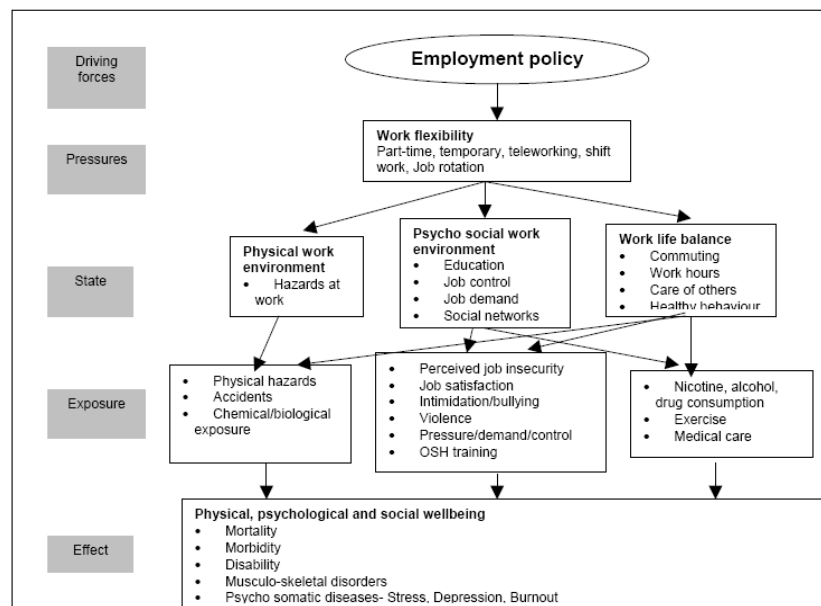 Driving
forces
Employment policy
Pressures
Work flexibility
Part-time, temporary, teleworking, shift
work, Job rotation
State
Physical work
environment
• Hazards at
work
Psycho social work
environment
• Education
• Job control
• Job demand
• Social networks
Work life balance
• Commuting
• Work hours
• Care of others
• Healthy behaviour
Exposure
• Physical hazards
• Accidents
• Chemical/biological
exposure
• Perceived job insecurity
• Job satisfaction
• Intimidation/bullying
• Violence
• Pressure/demand/control
• OSH training
• Nicotine, alcohol,
drug consumption
• Exercise
• Medical care
Effect
Physical, psychological and social wellbeing
• Mortality
• Morbidity
• Disability
• Musculo-skeletal disorders
• Psycho somatic diseases- Stress, Depression, Burnout